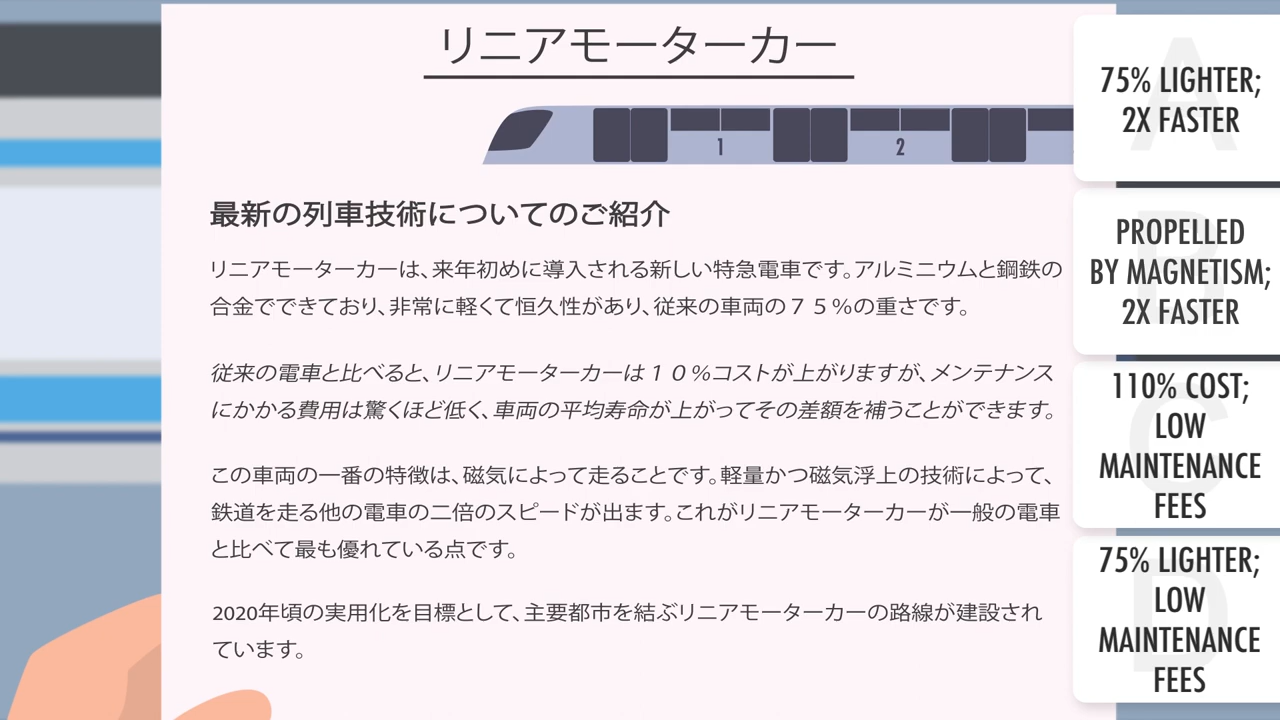 リニアモーターカー
1
2
最新の列車技術についてのご紹介
リニアモーターカーは、来年初めに導入される新しい特急電車です。アルミニウムと鋼鉄の
合金でできており、非常に軽くて恒久性があり、従来の車両の７５％の重さです。
従来の電車と比べると、リニアモーターカーは１０％コストが上がりますが、メンテナンス
にかかる費用は驚くほど低く、車両の平均寿命が上がってその差額を補うことができます。
この車両の一番の特徴は、磁気によって走ることです。軽量かつ磁気浮上の技術によって、
鉄道を走る他の電車の二倍のスピードが出ます。これがリニアモーターカーが一般の電車
と比べて最も優れている点です。
2020年頃の実用化を目標として、主要都市を結ぶリニアモーターカーの路線が建設され
ています。
A
75% LIGHTER;
2X FASTER
B
PROPELLED
BY MAGNETISM;
2X FASTER
C
110% COST;
LOW
MAINTENANCE
FEES
D
75% LIGHTER;
LOW
MAINTENANCE
FEES